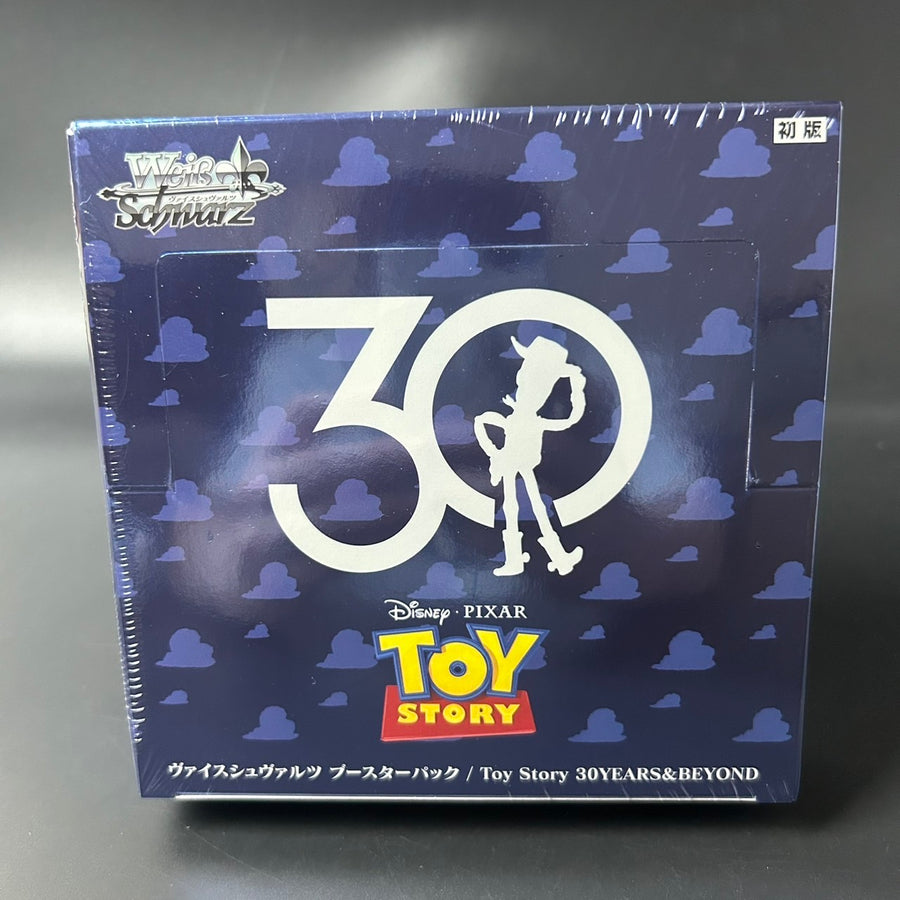 初版
Weiß
ヴァイスシュヴァルツ
Schwarz
30
Disney · PIXAR
TOY
STORY
ヴァイスシュヴァルツ ブースターパック / Toy Story 30YEARS&BEYOND